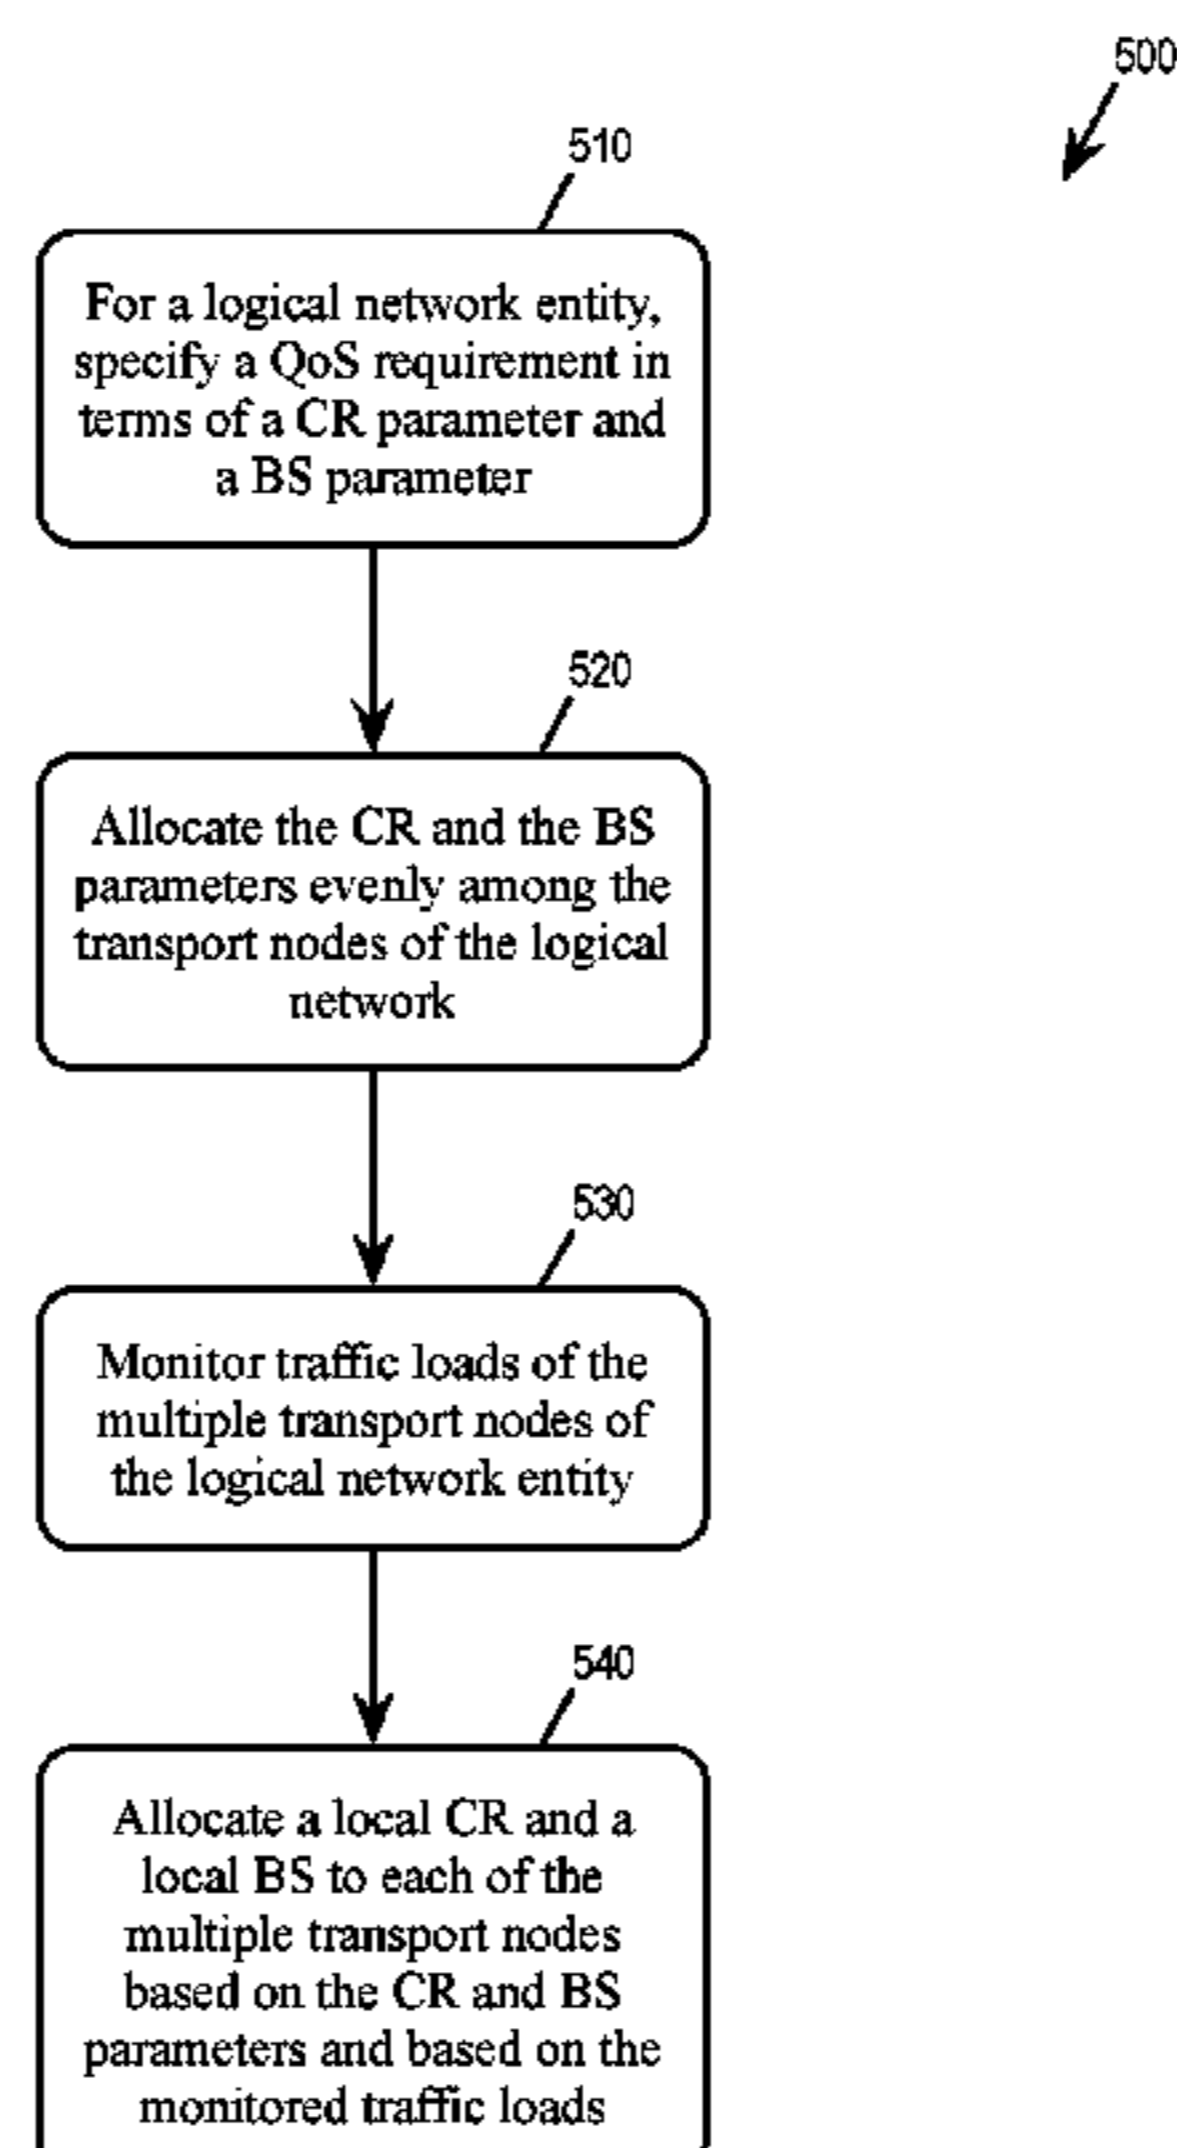 500
510
For a logical network entity,
specify a QoS requirement in
terms of a CR parameter and
a BS parameter
520
Allocate the CR and the BS
parameters evenly among the
transport nodes of the logical
network
530
Monitor traffic loads of the
multiple transport nodes of
the logical network entity
540
Allocate a local CR and a
local BS to each of the
multiple transport nodes
based on the CR and BS
parameters and based on the
monitored traffic loads